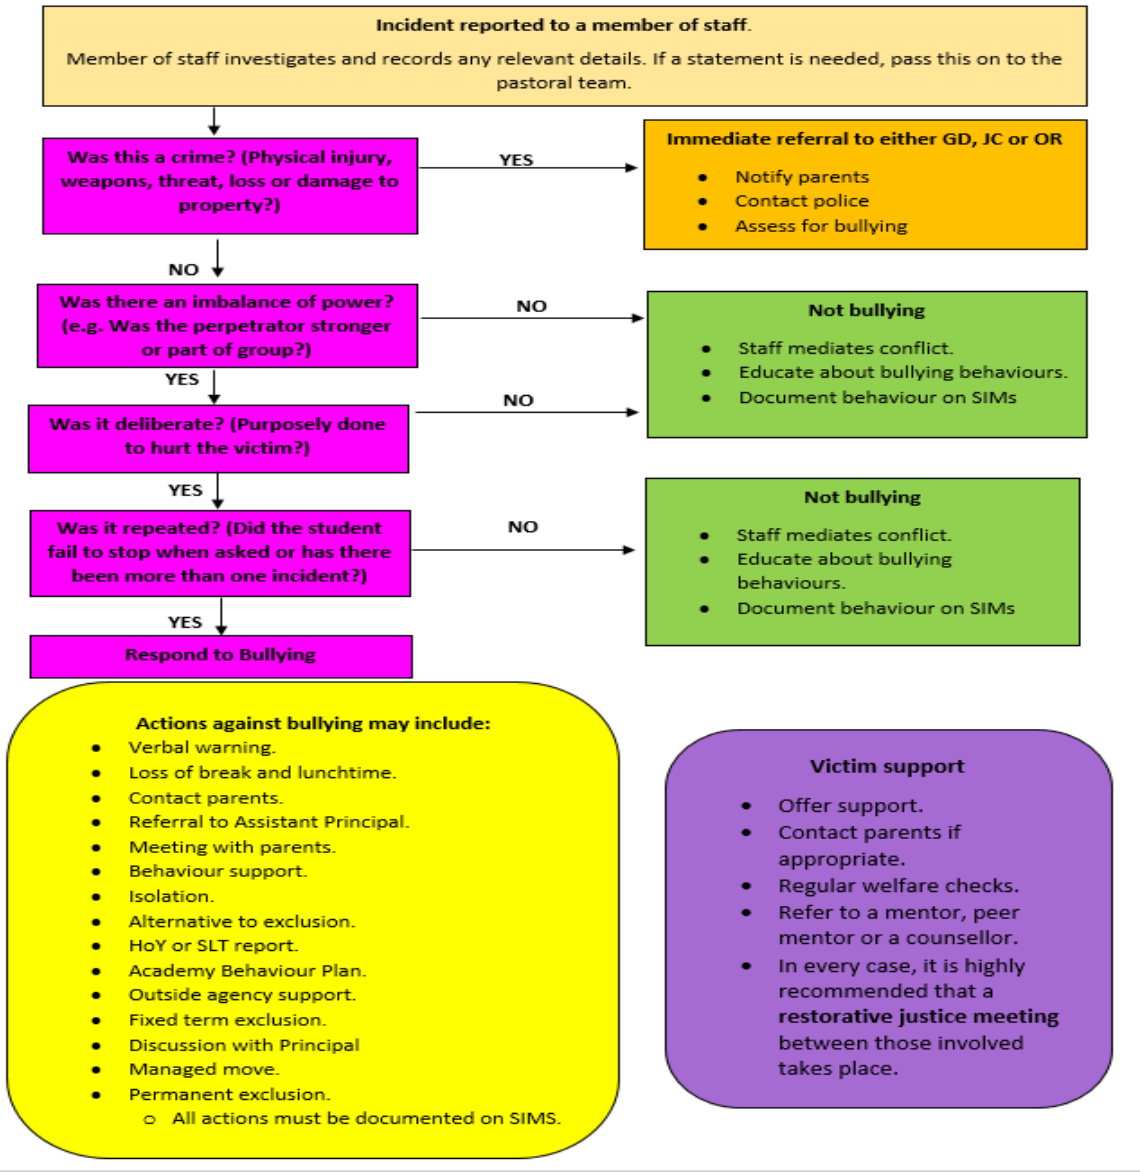 Incident reported to a member of staff.
Member of staff investigates and records any relevant details. If a statement is needed, pass this on to the
pastoral team.
Was this a crime? (Physical injury,
weapons, threat, loss or damage to
property?)
YES
Immediate referral to either GD, JC or OR
• Notify parents
• Contact police
• Assess for bullying
NO
Was there an imbalance of power?
(e.g. Was the perpetrator stronger
or part of group?)
NO
Not bullying
• Staff mediates conflict.
• Educate about bullying behaviours.
• Document behaviour on SIMs
YES
Was it deliberate? (Purposely done
to hurt the victim?)
NO
YES
Was it repeated? (Did the student
fail to stop when asked or has there
been more than one incident?)
NO
Not bullying
• Staff mediates conflict.
• Educate about bullying
behaviours.
• Document behaviour on SIMs
YES
Respond to Bullying
Actions against bullying may include:
• Verbal warning.
• Loss of break and lunchtime.
• Contact parents.
• Referral to Assistant Principal.
• Meeting with parents.
• Behaviour support.
• Isolation.
• Alternative to exclusion.
• HoY or SLT report.
• Academy Behaviour Plan.
• Outside agency support.
• Fixed term exclusion.
• Discussion with Principal
• Managed move.
• Permanent exclusion.
o All actions must be documented on SIMS.
Victim support
• Offer support.
• Contact parents if
appropriate.
• Regular welfare checks.
• Refer to a mentor, peer
mentor or a counsellor.
• In every case, it is highly
recommended that a
restorative justice meeting
between those involved
takes place.